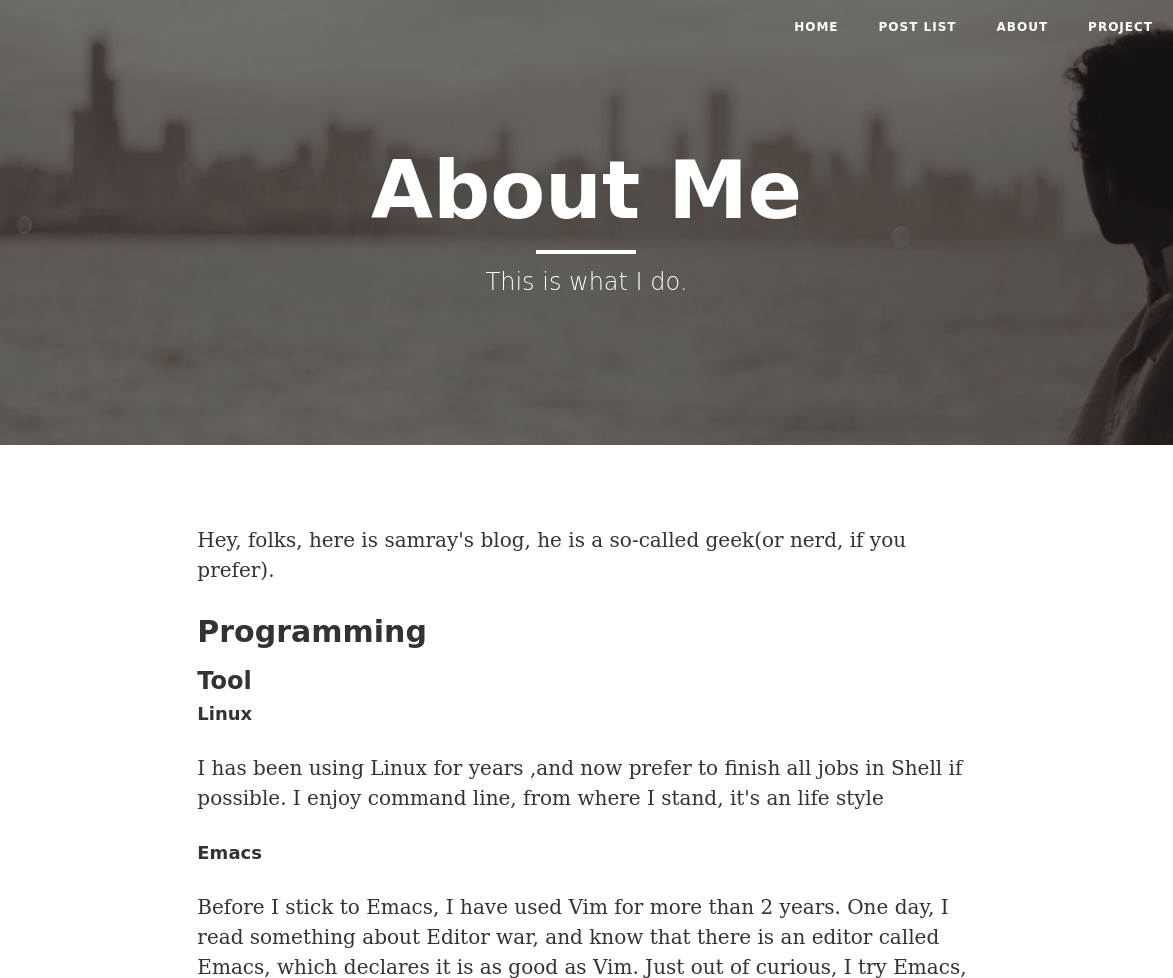 HOME POST LIST ABOUT PROJECT
About Me
This is what I do.
Hey, folks, here is samray's blog, he is a so-called geek(or nerd, if you
prefer).
Programming
Tool
Linux
I has been using Linux for years ,and now prefer to finish all jobs in Shell if
possible. I enjoy command line, from where I stand, it's an life style
Emacs
Before I stick to Emacs, I have used Vim for more than 2 years. One day, I
read something about Editor war, and know that there is an editor called
Emacs, which declares it is as good as Vim. Just out of curious, I try Emacs,